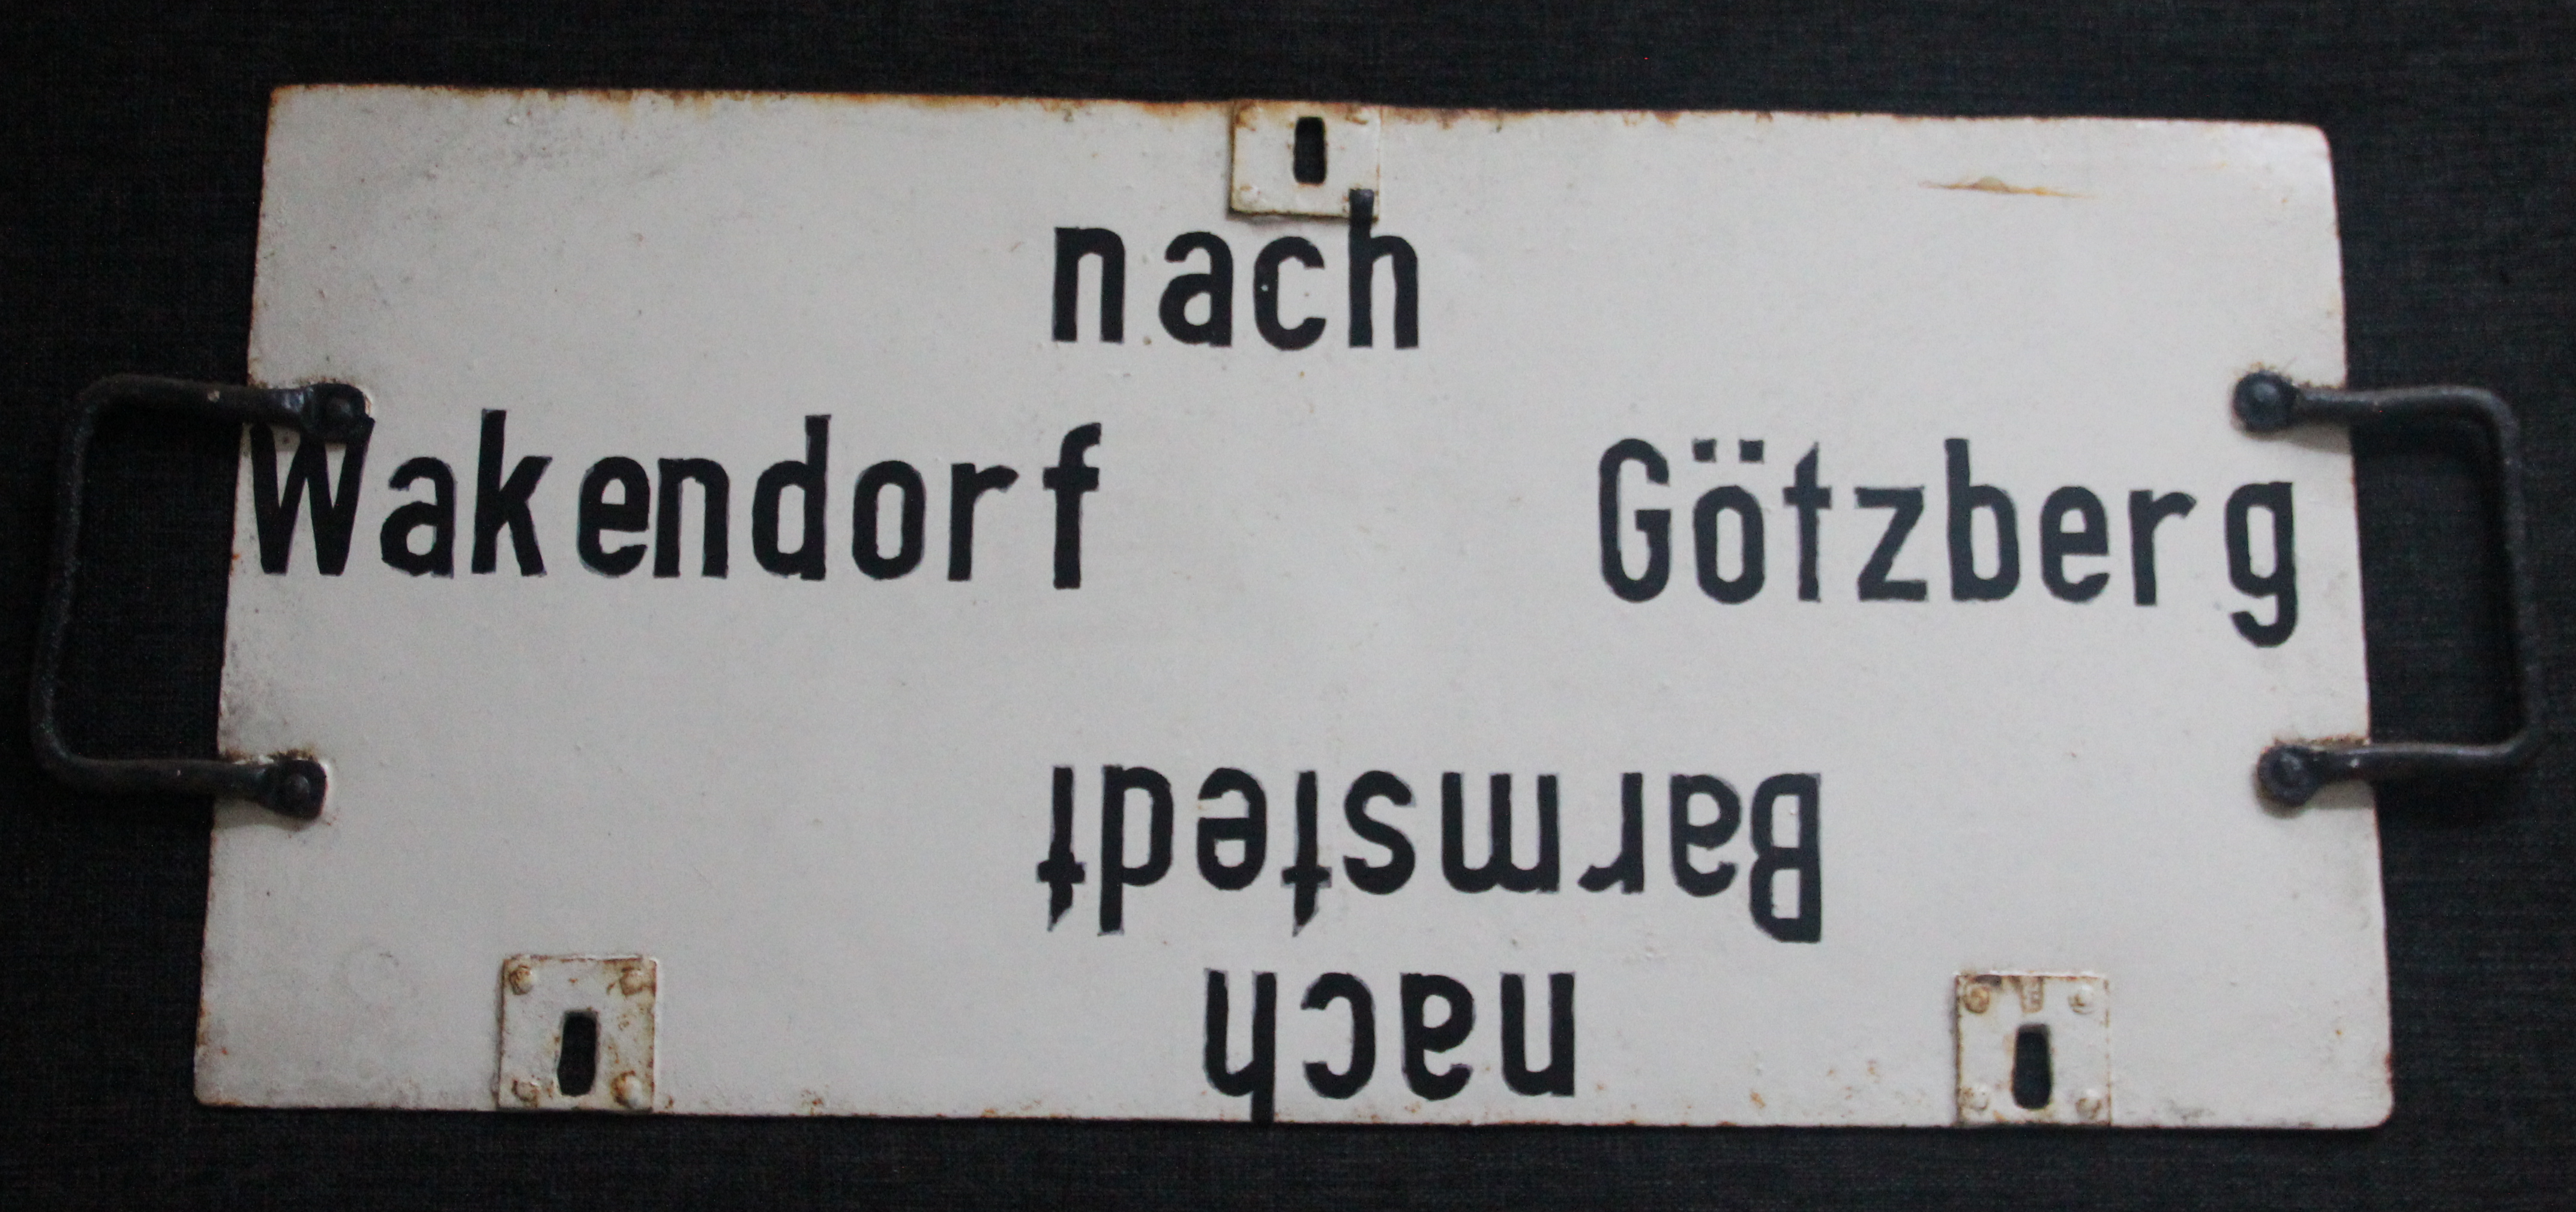 nach
Wakendorf Götzberg
nach
Barmstedt